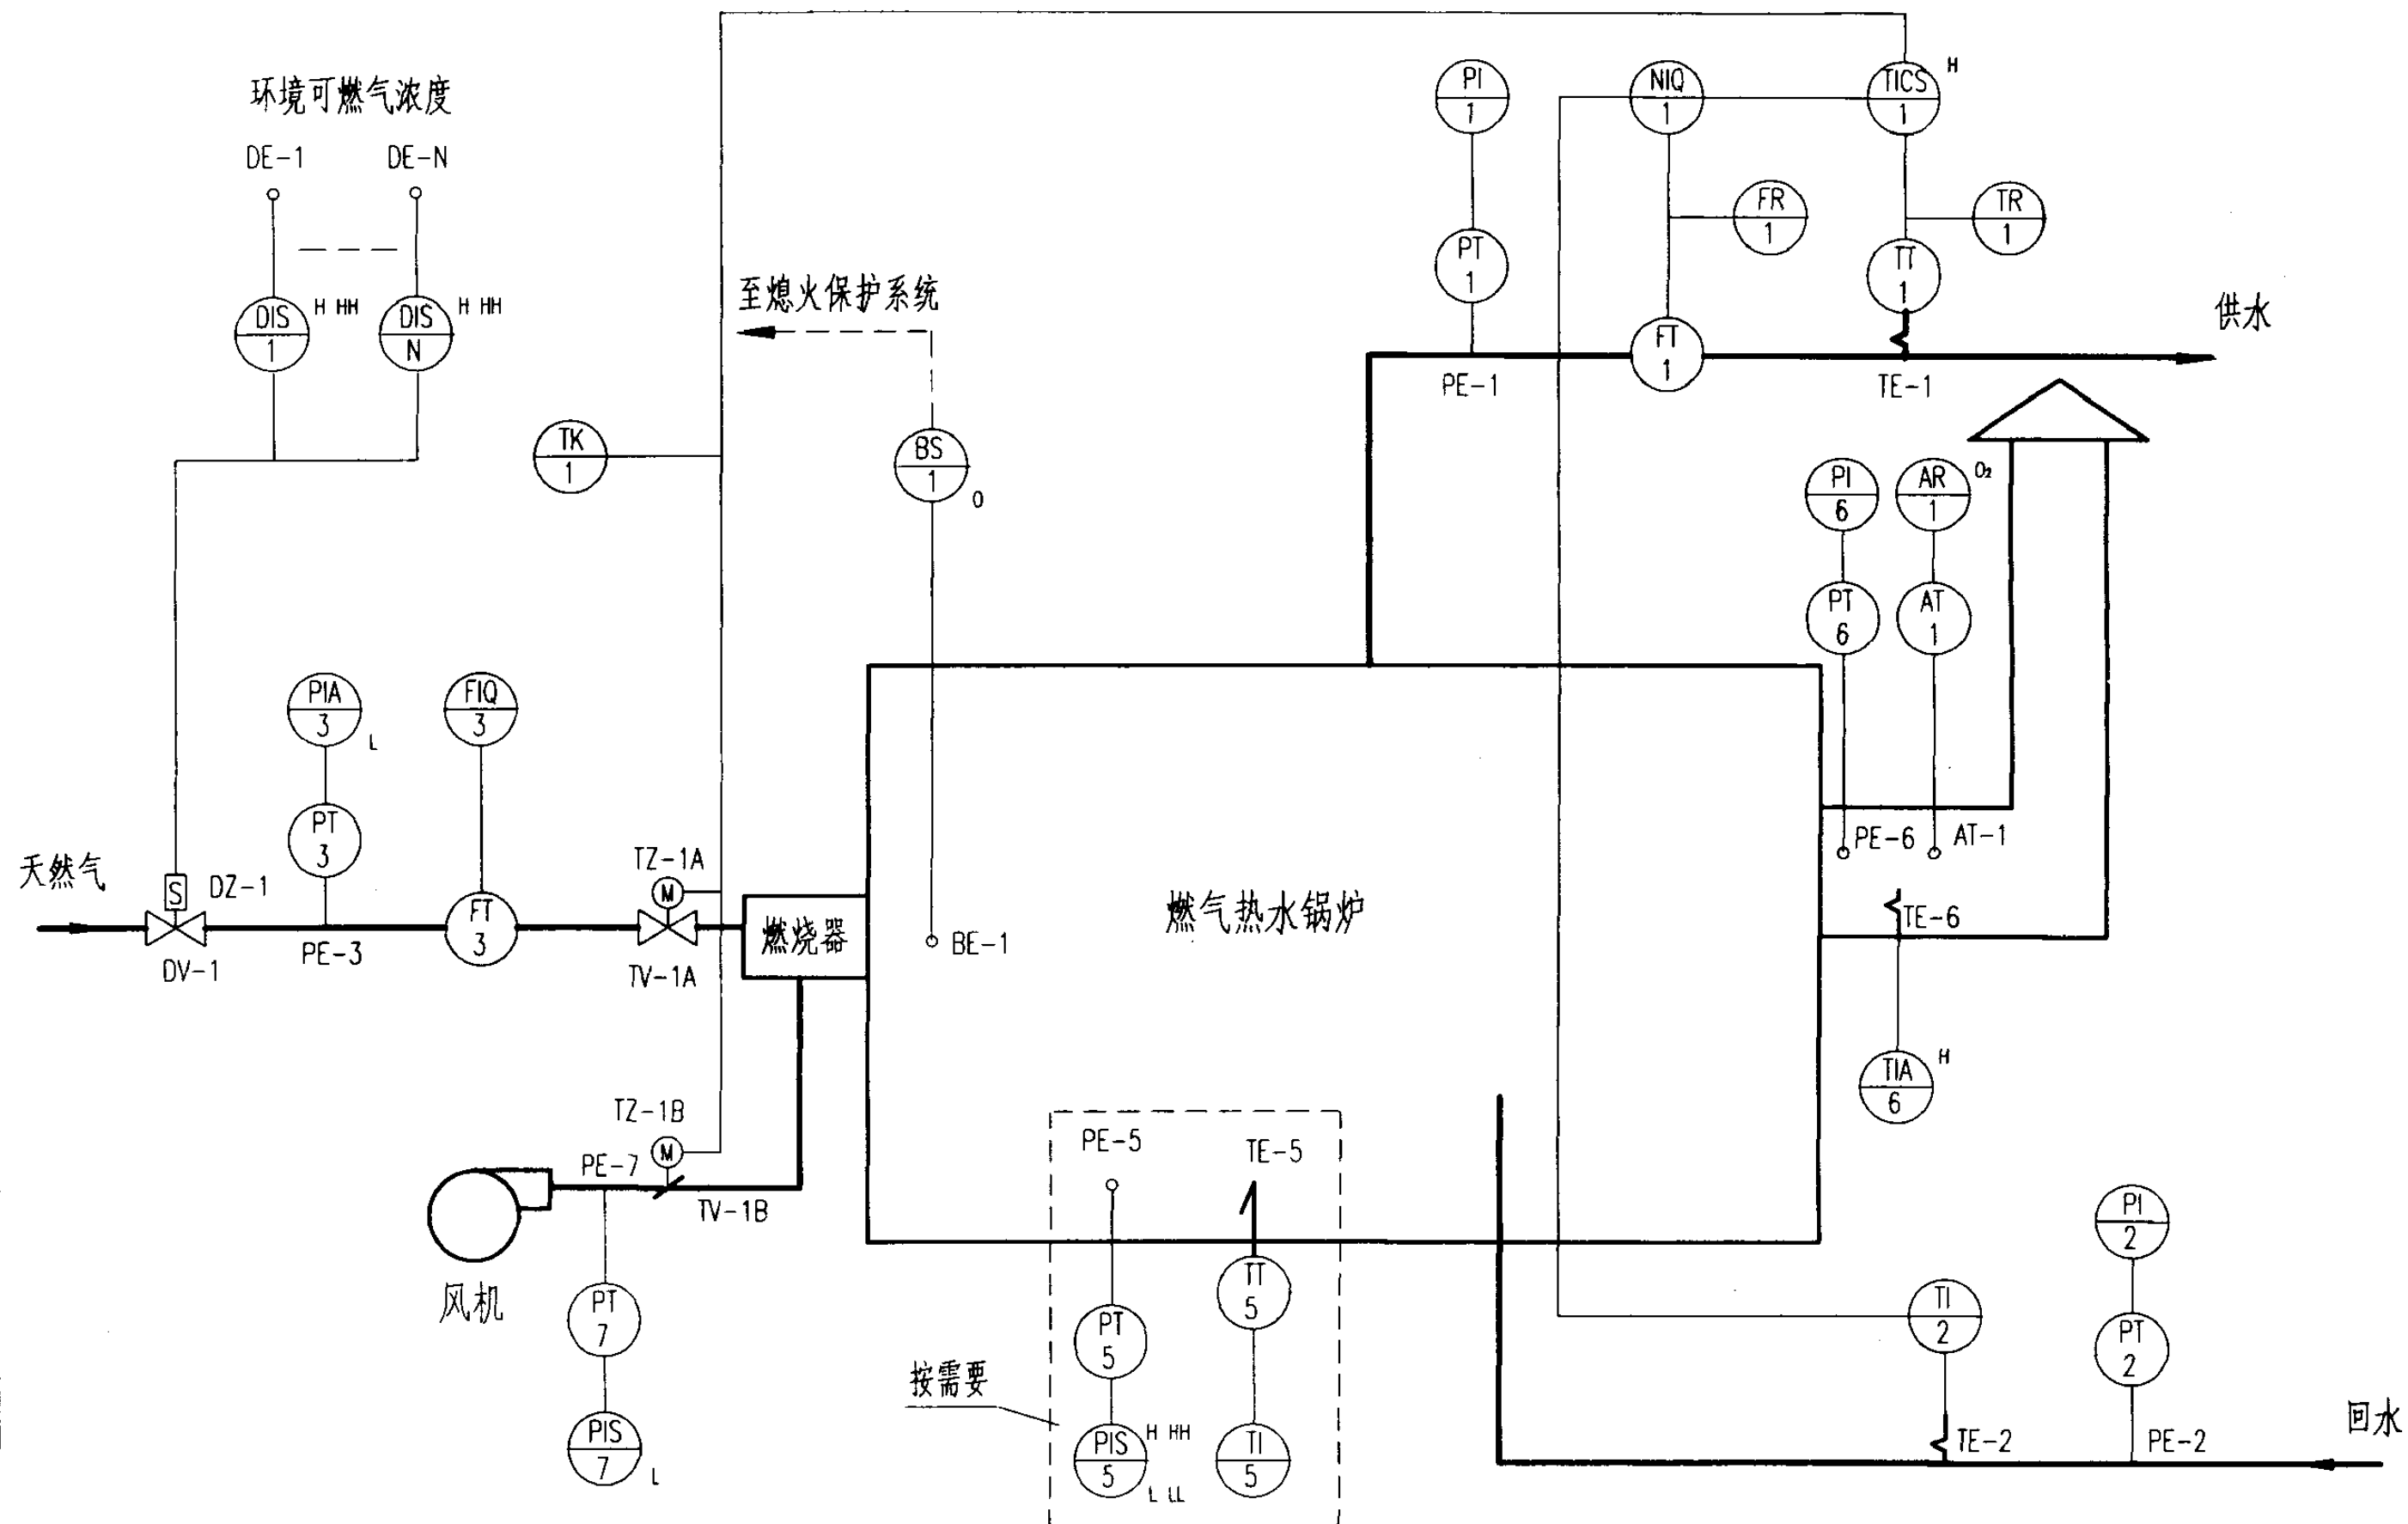 环境可燃气浓度
DE-1
DE-N
DIS
1
H HH
DIS
N
H HH
至熄火保护系统
TK
1
BS
1
O
PI
1
PT
1
PE-1
NIQ
1
FR
1
FT
1
TICS
1
H
TR
1
TT
1
TE-1
供水
PI
6
AR
1
O₂
PT
6
AT
1
PE-6
AT-1
TE-6
TIA
6
H
PIA
3
L
FIQ
3
PT
3
天然气
S
DZ-1
DV-1
PE-3
FT
3
TZ-1A
M
TV-1A
燃烧器
BE-1
燃气热水锅炉
TZ-1B
M
PE-7
TV-1B
风机
PT
7
PIS
7
L
PE-5
TE-5
PT
5
TT
5
按需要
PIS
5
H HH
L LL
TI
5
TI
2
TE-2
PI
2
PT
2
PE-2
回水